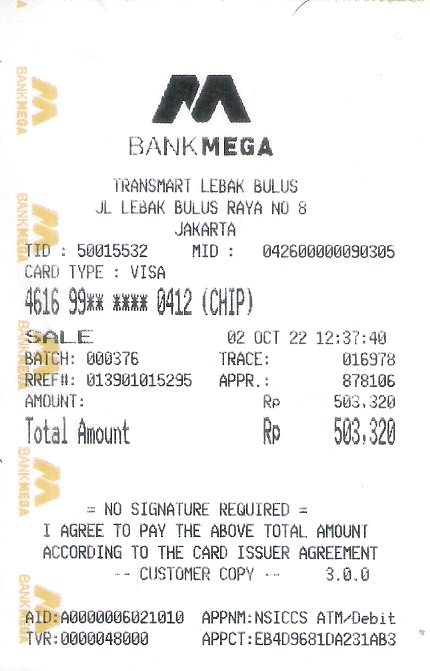 BANKMEGA
TRANSMART LEBAK BULUS
JL LEBAK BULUS RAYA NO 8
JAKARTA
TID : 50015532 MID : 042600000090305
CARD TYPE : VISA
4616 99** **** 0412 (CHIP)
SALE 02 OCT 22 12:37:40
BATCH: 000376 TRACE: 016978
RREF#: 013901015295 APPR.: 878106
AMOUNT: Rp 503,320
Total Amount Rp 503,320
= NO SIGNATURE REQUIRED =
I AGREE TO PAY THE ABOVE TOTAL AMOUNT
ACCORDING TO THE CARD ISSUER AGREEMENT
-- CUSTOMER COPY -- 3.0.0
AID:A0000006021010 APPNM:NSICCS ATM/Debit
TVR:0000048000 APPCT:EB4D9681DA231AB3
BANKMEGA
BANKMEGA
BANKMEGA
BANKMEGA
BANKMEGA